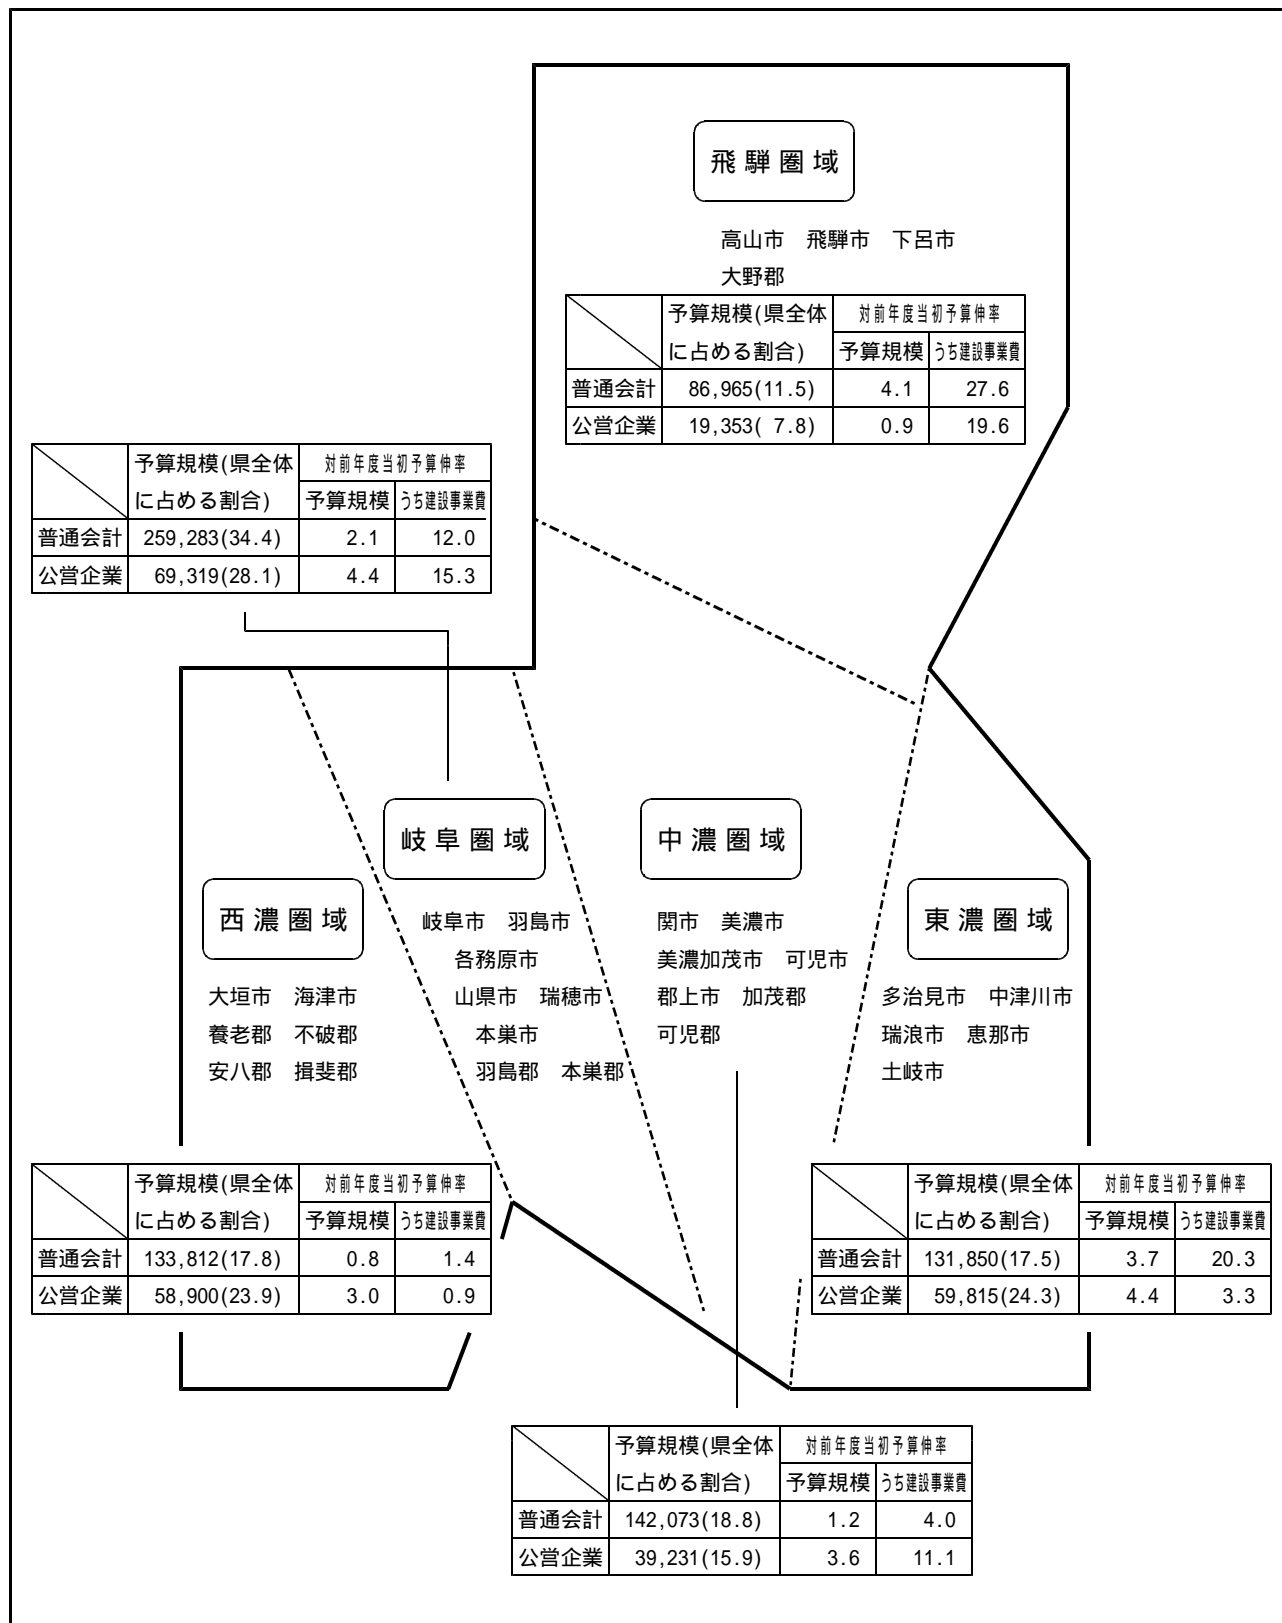 飛騨圏域
高山市　飛騨市　下呂市
大野郡
予算規模(県全体に占める割合)　対前年度当初予算伸率
予算規模　うち建設事業費
普通会計　86,965(11.5)　4.1　27.6
公営企業　19,353( 7.8)　0.9　19.6
予算規模(県全体に占める割合)　対前年度当初予算伸率
予算規模　うち建設事業費
普通会計　259,283(34.4)　2.1　12.0
公営企業　69,319(28.1)　4.4　15.3
岐阜圏域
岐阜市　羽島市
各務原市
山県市　瑞穂市
本巣市
羽島郡　本巣郡
中濃圏域
関市　美濃市
美濃加茂市　可児市
郡上市　加茂郡
可児郡
西濃圏域
大垣市　海津市
養老郡　不破郡
安八郡　揖斐郡
東濃圏域
多治見市　中津川市
瑞浪市　恵那市
土岐市
予算規模(県全体に占める割合)　対前年度当初予算伸率
予算規模　うち建設事業費
普通会計　133,812(17.8)　0.8　1.4
公営企業　58,900(23.9)　3.0　0.9
予算規模(県全体に占める割合)　対前年度当初予算伸率
予算規模　うち建設事業費
普通会計　131,850(17.5)　3.7　20.3
公営企業　59,815(24.3)　4.4　3.3
予算規模(県全体に占める割合)　対前年度当初予算伸率
予算規模　うち建設事業費
普通会計　142,073(18.8)　1.2　4.0
公営企業　39,231(15.9)　3.6　11.1